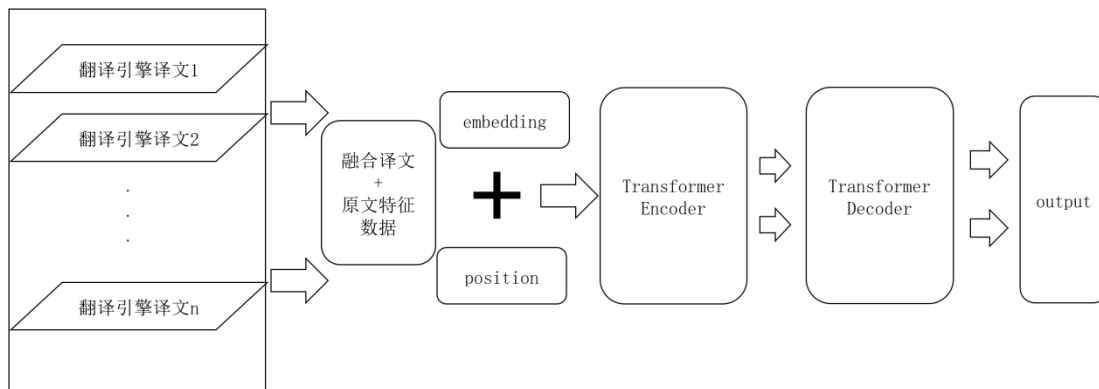 翻译引擎译文1
翻译引擎译文2
.
.
.
翻译引擎译文n
融合译文
+
原文特征
数据
embedding
position
Transformer
Encoder
Transformer
Decoder
output